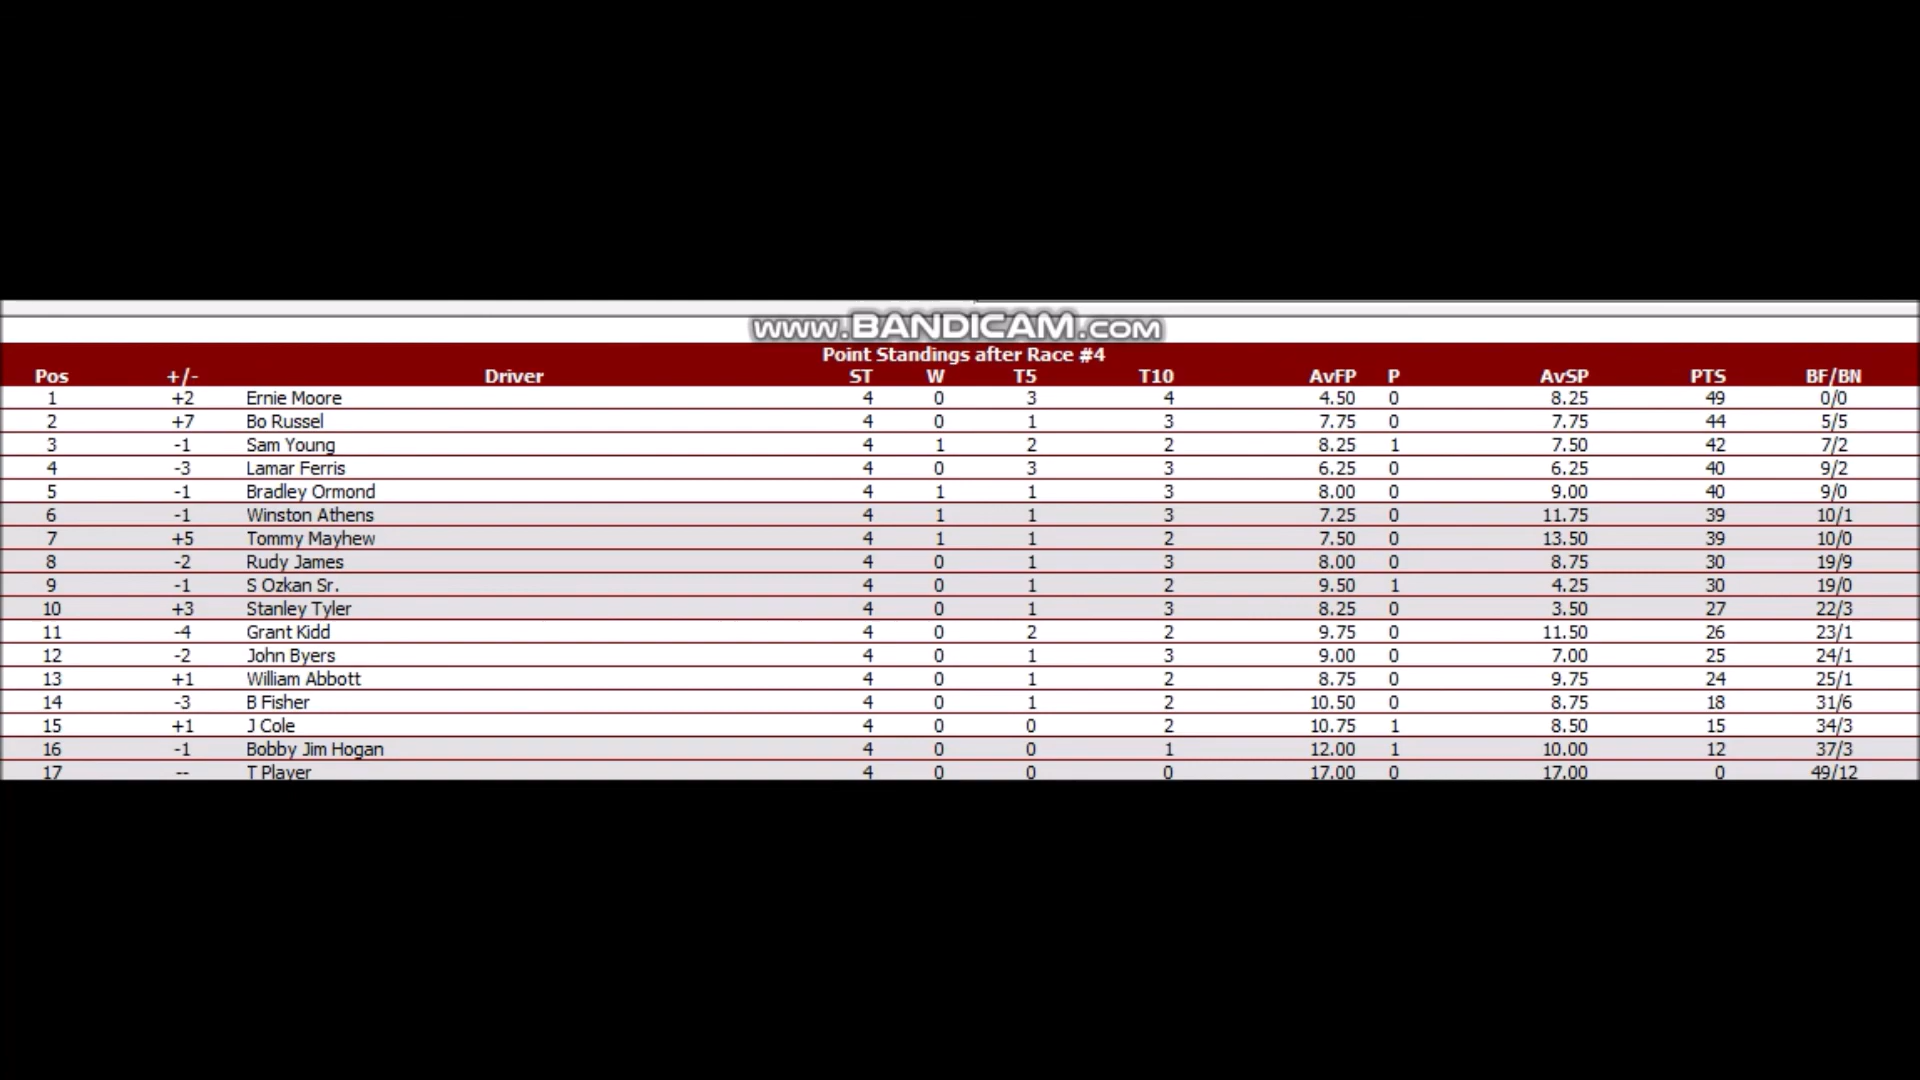 www.BANDICAM.com
Point Standings after Race #4
Pos +/- Driver ST W T5 T10 AvFP P AvSP PTS BF/BN
1 +2 Ernie Moore 4 0 3 4 4.50 0 8.25 49 0/0
2 +7 Bo Russel 4 0 1 3 7.75 0 7.75 44 5/5
3 -1 Sam Young 4 1 2 2 8.25 1 7.50 42 7/2
4 -3 Lamar Ferris 4 0 3 3 6.25 0 6.25 40 9/2
5 -1 Bradley Ormond 4 1 1 3 8.00 0 9.00 40 9/0
6 -1 Winston Athens 4 1 1 3 7.25 0 11.75 39 10/1
7 +5 Tommy Mayhew 4 1 1 2 7.50 0 13.50 39 10/0
8 -2 Rudy James 4 0 1 3 8.00 0 8.75 30 19/9
9 -1 S Ozkan Sr. 4 0 1 2 9.50 1 4.25 30 19/0
10 +3 Stanley Tyler 4 0 1 3 8.25 0 3.50 27 22/3
11 -4 Grant Kidd 4 0 2 2 9.75 0 11.50 26 23/1
12 -2 John Byers 4 0 1 3 9.00 0 7.00 25 24/1
13 +1 William Abbott 4 0 1 2 8.75 0 9.75 24 25/1
14 -3 B Fisher 4 0 1 2 10.50 0 8.75 18 31/6
15 +1 J Cole 4 0 0 2 10.75 1 8.50 15 34/3
16 -1 Bobby Jim Hogan 4 0 0 1 12.00 1 10.00 12 37/3
17 -- T Player 4 0 0 0 17.00 0 17.00 0 49/12